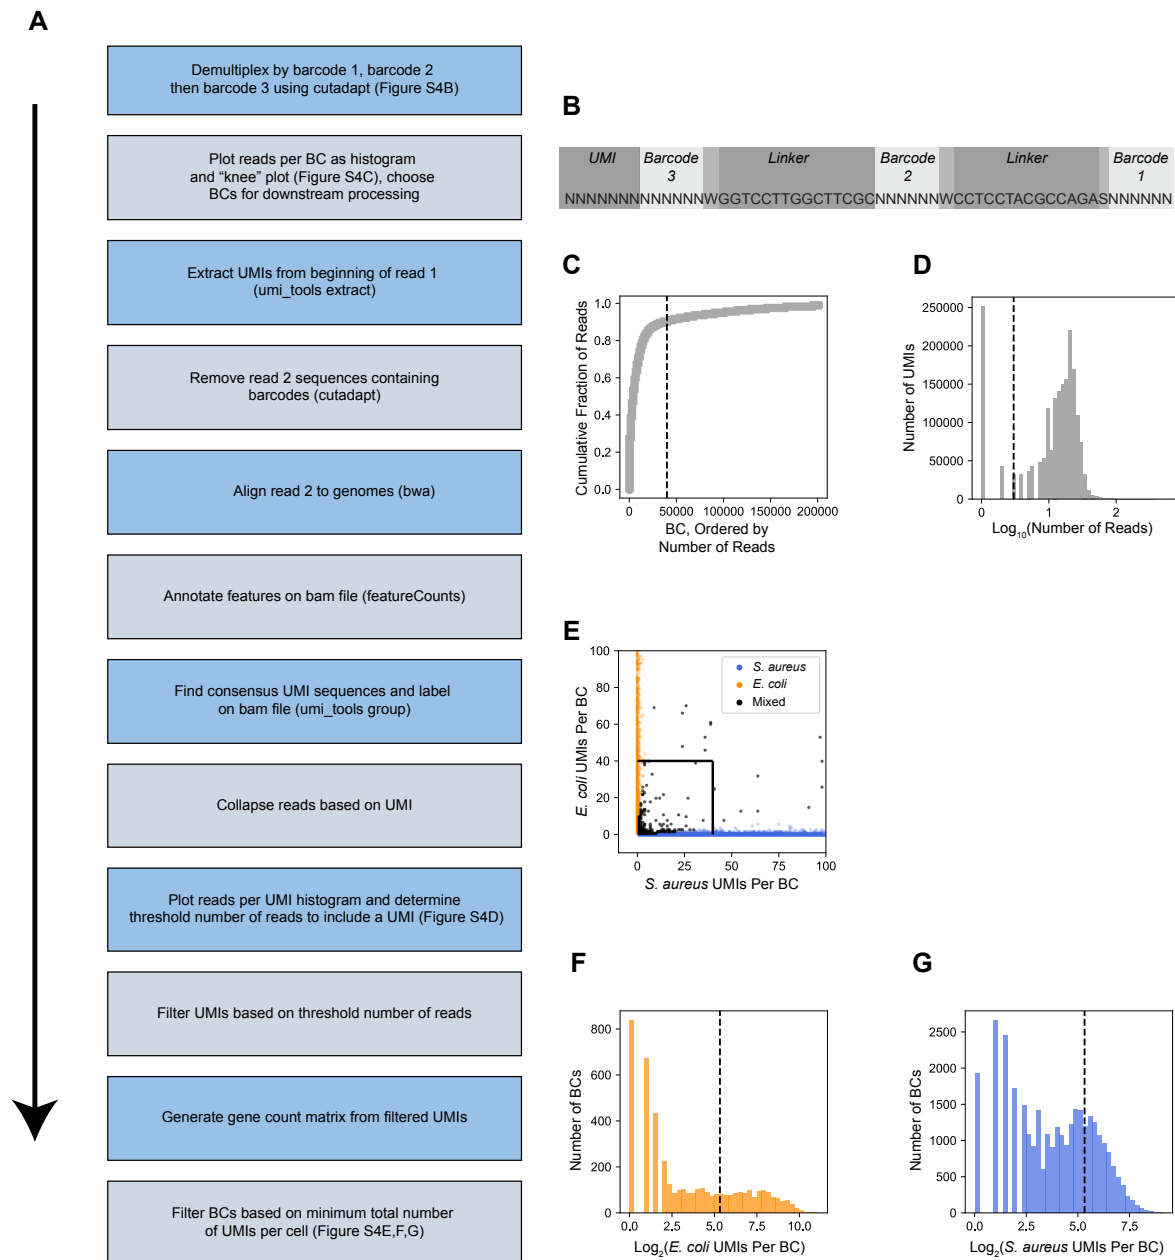 A
Demultiplex by barcode 1, barcode 2
then barcode 3 using cutadapt (Figure S4B)
Plot reads per BC as histogram
and “knee” plot (Figure S4C), choose
BCs for downstream processing
Extract UMIs from beginning of read 1
(umi_tools extract)
Remove read 2 sequences containing
barcodes (cutadapt)
Align read 2 to genomes (bwa)
Annotate features on bam file (featureCounts)
Find consensus UMI sequences and label
on bam file (umi_tools group)
Collapse reads based on UMI
Plot reads per UMI histogram and determine
threshold number of reads to include a UMI (Figure S4D)
Filter UMIs based on threshold number of reads
Generate gene count matrix from filtered UMIs
Filter BCs based on minimum total number
of UMIs per cell (Figure S4E,F,G)
B
UMI Barcode 3 Linker Barcode 2 Linker Barcode 1
NNNNNNNNNNNNNWGGTCCTTGGCTTCGCNNNNNNWCCTCCTACGCCAGASNNNNNN
C
Cumulative Fraction of Reads
1.0
0.8
0.6
0.4
0.2
0.0
0 50000 100000 150000 200000
BC, Ordered by
Number of Reads
D
Number of UMIs
250000
200000
150000
100000
50000
0
0 1 2
Log10(Number of Reads)
E
E. coli UMIs Per BC
100
80
60
40
20
0
0 25 50 75 100
S. aureus UMIs Per BC
S. aureus
E. coli
Mixed
F
Number of BCs
800
600
400
200
0
0.0 2.5 5.0 7.5 10.0
Log2(E. coli UMIs Per BC)
G
Number of BCs
2500
2000
1500
1000
500
0
0.0 2.5 5.0 7.5
Log2(S. aureus UMIs Per BC)